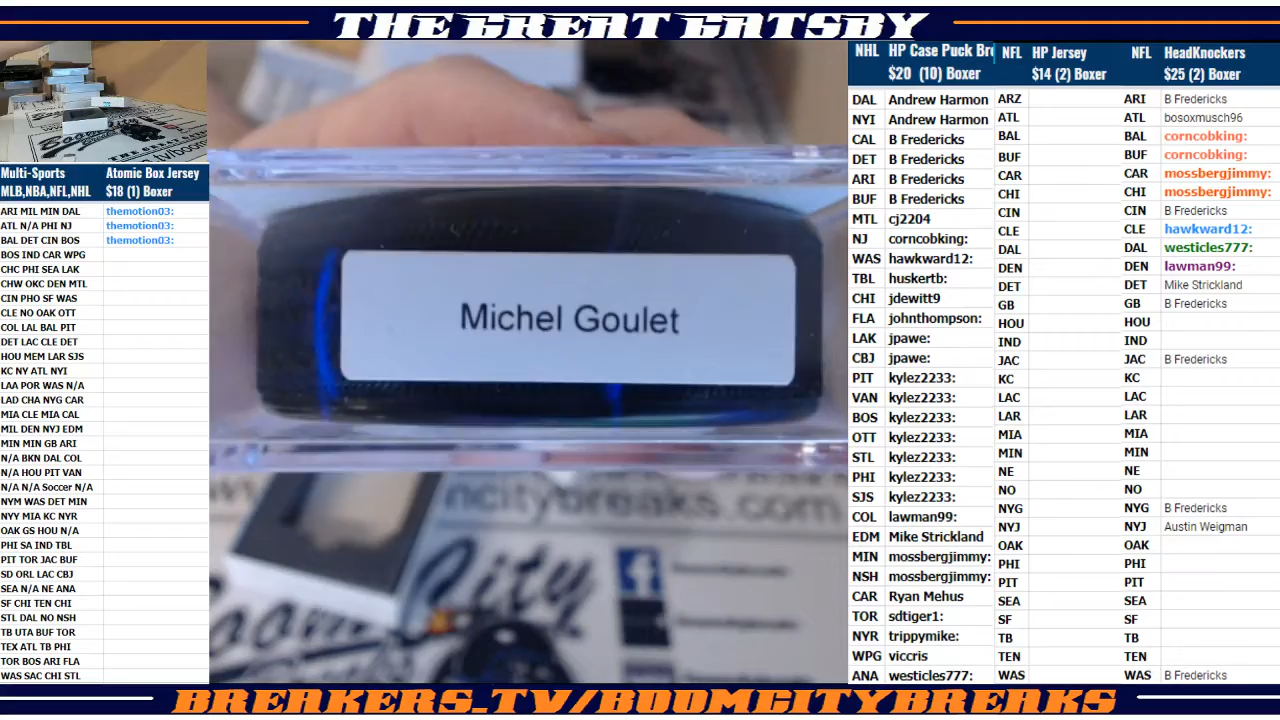 THE GREAT GATSBY
Multi-Sports Atomic Box Jersey
MLB,NBA,NFL,NHL $18 (1) Boxer
ARI MIL MIN DAL themotion03:
ATL N/A PHI NJ themotion03:
BAL DET CIN BOS themotion03:
BOS IND CAR WPG
CHC PHI SEA LAK
CHW OKC DEN MTL
CIN PHO SF WAS
CLE NO OAK OTT
COL LAL BAL PIT
DET LAC CLE DET
HOU MEM LAR SJS
KC NY ATL NYI
LAA POR WAS N/A
LAD CHA NYG CAR
MIA CLE MIA CAL
MIL DEN NYJ EDM
MIN MIN GB ARI
N/A BKN DAL COL
N/A HOU PIT VAN
N/A N/A Soccer N/A
NYM WAS DET MIN
NYY MIA KC NYR
OAK GS HOU N/A
PHI SA IND TBL
PIT TOR JAC BUF
SD ORL LAC CBJ
SEA N/A NE ANA
SF CHI TEN CHI
STL DAL NO NSH
TB UTA BUF TOR
TEX ATL TB PHI
TOR BOS ARI FLA
WAS SAC CHI STL
Michel Goulet
ncitybreaks.com
Boom City
NHL HP Case Puck Bre
$20 (10) Boxer
DAL Andrew Harmon
NYI Andrew Harmon
CAL B Fredericks
DET B Fredericks
ARI B Fredericks
BUF B Fredericks
MTL cj2204
NJ corncobking:
WAS hawkward12:
TBL huskertb:
CHI jdewitt9
FLA johnthompson:
LAK jpawe:
CBJ jpawe:
PIT kylez2233:
VAN kylez2233:
BOS kylez2233:
OTT kylez2233:
STL kylez2233:
PHI kylez2233:
SJS kylez2233:
COL lawman99:
EDM Mike Strickland
MIN mossbergjimmy:
NSH mossbergjimmy:
CAR Ryan Mehus
TOR sdtiger1:
NYR trippymike:
WPG viccris
ANA westicles777:
NFL HP Jersey
$14 (2) Boxer
ARZ
ATL
BAL
BUF
CAR
CHI
CIN
CLE
DAL
DEN
DET
GB
HOU
IND
JAC
KC
LAC
LAR
MIA
MIN
NE
NO
NYG
NYJ
OAK
PHI
PIT
SEA
SF
TB
TEN
WAS
NFL HeadKnockers
$25 (2) Boxer
ARI B Fredericks
ATL bosoxmusch96
BAL corncobking:
BUF corncobking:
CAR mossbergjimmy:
CHI mossbergjimmy:
CIN B Fredericks
CLE hawkward12:
DAL westicles777:
DEN lawman99:
DET Mike Strickland
GB B Fredericks
HOU
IND
JAC B Fredericks
KC
LAC
LAR
MIA
MIN
NE
NO
NYG B Fredericks
NYJ Austin Weigman
OAK
PHI
PIT
SEA
SF
TB
TEN
WAS B Fredericks
BREAKERS.TV/BOOMCITYBREAKS